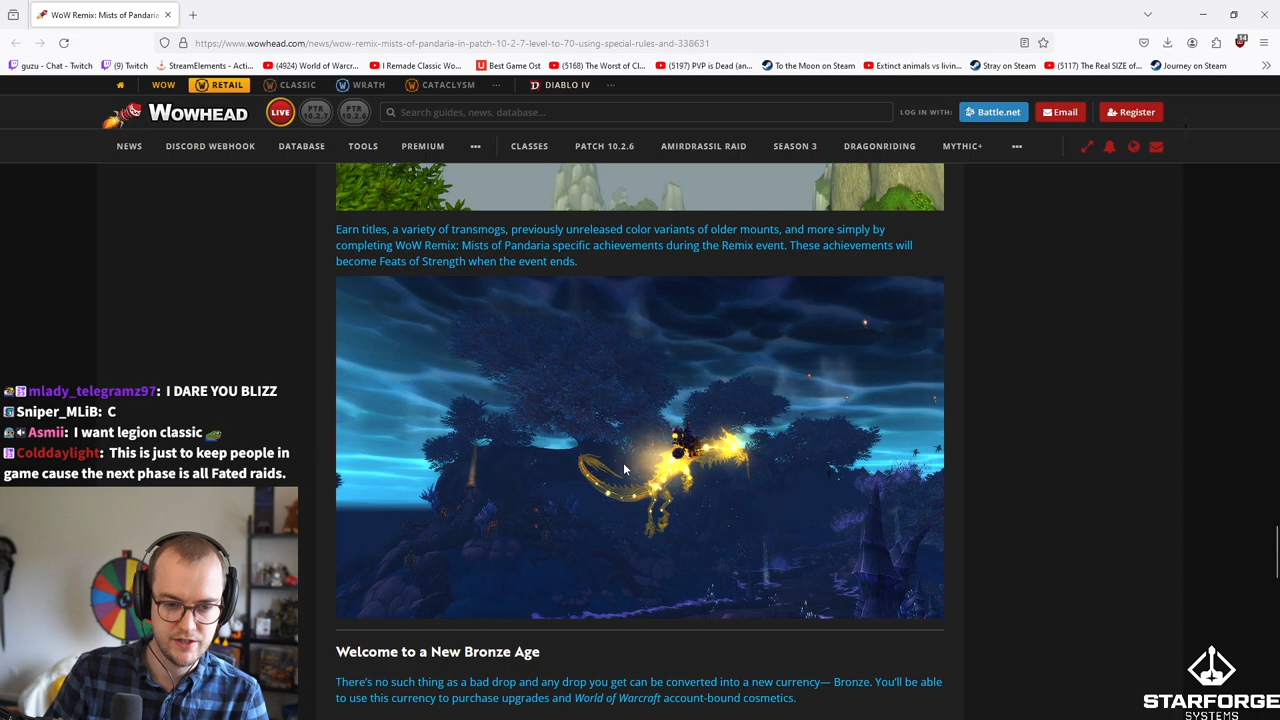 WoW Remix: Mists of Pandaria
https://www.wowhead.com/news/wow-remix-mists-of-pandaria-in-patch-10-2-7-level-to-70-using-special-rules-and-338631
guzu - Chat - Twitch (9) Twitch StreamElements - Acti... (4924) World of Warcr... I Remade Classic Wo... Best Game Ost (5168) The Worst of Cl... (5197) PVP is Dead (an... To the Moon on Steam Extinct animals vs livin... Stray on Steam (5117) The Real SIZE of... Journey on Steam
WOW RETAIL CLASSIC WRATH CATACLYSM ... DIABLO IV ...
WOWHEAD LIVE PTR 10.2.7 PTR 10.2.6 Search guides, news, database... LOG IN WITH: Battle.net Email Register
NEWS DISCORD WEBHOOK DATABASE TOOLS PREMIUM ... CLASSES PATCH 10.2.6 AMIRDRASSIL RAID SEASON 3 DRAGONRIDING MYTHIC+ ...
Earn titles, a variety of transmogs, previously unreleased color variants of older mounts, and more simply by
completing WoW Remix: Mists of Pandaria specific achievements during the Remix event. These achievements will
become Feats of Strength when the event ends.
mlady_telegramz97: I DARE YOU BLIZZ
Sniper_MLiB: C
Asmii: I want legion classic
Colddaylight: This is just to keep people in
game cause the next phase is all Fated raids.
Welcome to a New Bronze Age
There's no such thing as a bad drop and any drop you get can be converted into a new currency— Bronze. You'll be able
to use this currency to purchase upgrades and World of Warcraft account-bound cosmetics.
STARFORGE
SYSTEMS